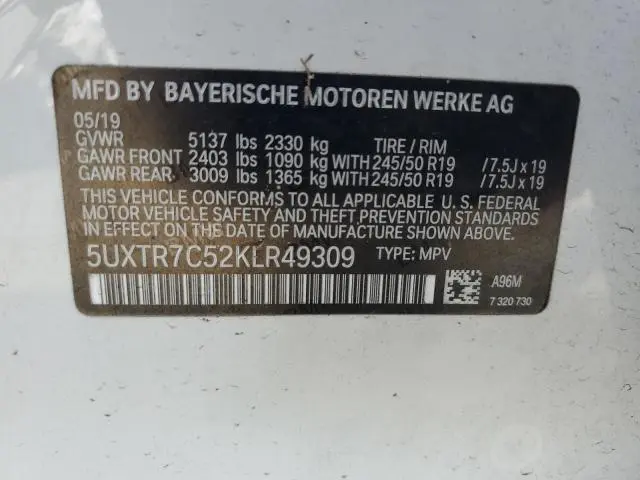 MFD BY BAYERISCHE MOTOREN WERKE AG
05/19
GVWR 5137 lbs 2330 kg TIRE / RIM
GAWR FRONT 2403 lbs 1090 kg WITH 245/50 R19 /7.5J x 19
GAWR REAR. 3009 lbs 1365 kg WITH 245/50 R19 /7.5J x 19
THIS VEHICLE CONFORMS TO ALL APPLICABLE U. S. FEDERAL
MOTOR VEHICLE SAFETY AND THEFT PREVENTION STANDARDS
IN EFFECT ON THE DATE OF MANUFACTURE SHOWN ABOVE.
5UXTR7C52KLR49309 TYPE: MPV
A96M
7 320 730